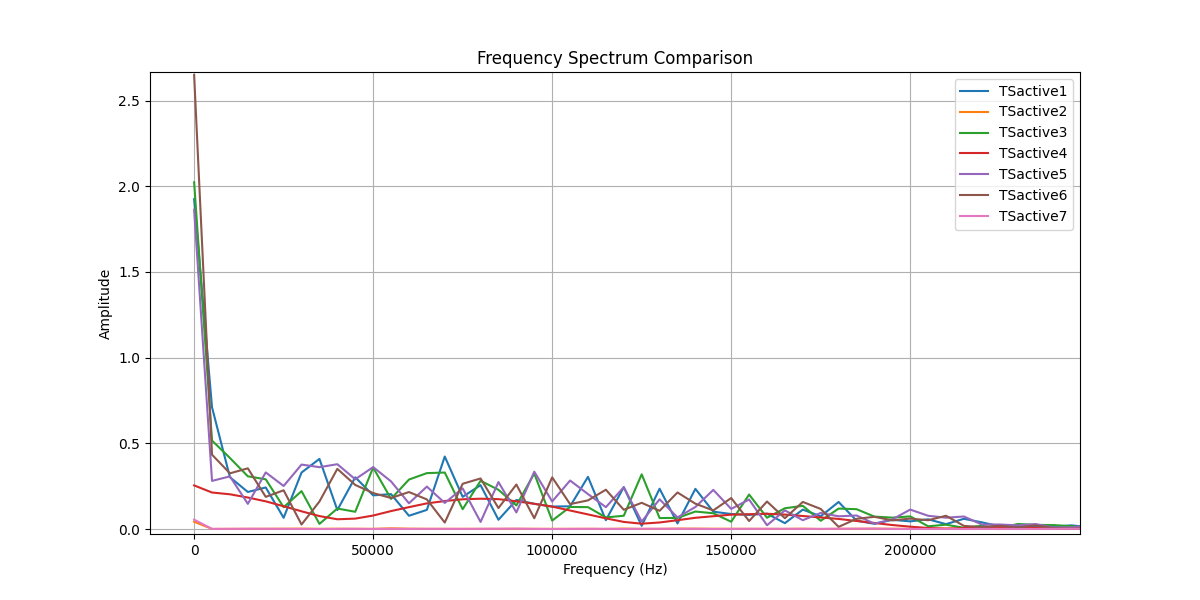 Frequency Spectrum Comparison
TSactive1
TSactive2
TSactive3
TSactive4
TSactive5
TSactive6
TSactive7
2.5
2.0
1.5
1.0
0.5
0.0
Amplitude
0 50000 100000 150000 200000
Frequency (Hz)